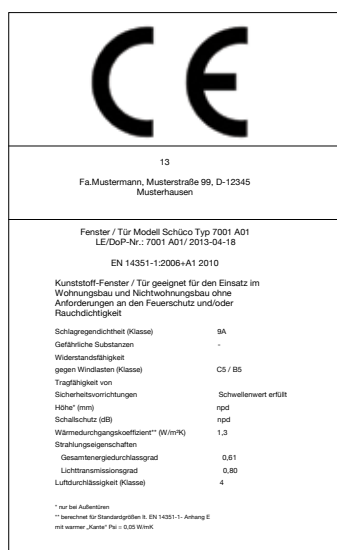 CE
13
Fa.Mustermann, Musterstraße 99, D-12345
Musterhausen
Fenster / Tür Modell Schüco Typ 7001 A01
LE/DoP-Nr.: 7001 A01/ 2013-04-18
EN 14351-1:2006+A1 2010
Kunststoff-Fenster / Tür geeignet für den Einsatz im
Wohnungsbau und Nichtwohnungsbau ohne
Anforderungen an den Feuerschutz und/oder
Rauchdichtigkeit
Schlagregendichtheit (Klasse) 9A
Gefährliche Substanzen -
Widerstandsfähigkeit
gegen Windlasten (Klasse) C5 / B5
Tragfähigkeit von
Sicherheitsvorrichtungen Schwellenwert erfüllt
Höhe* (mm) npd
Schallschutz (dB) npd
Wärmedurchgangskoeffizient** (W/m²K) 1,3
Strahlungseigenschaften
Gesamtenergiedurchlassgrad 0,61
Lichttransmissionsgrad 0,80
Luftdurchlässigkeit (Klasse) 4
* nur bei Außentüren
** berechnet für Standardgrößen lt. EN 14351-1- Anhang E
mit warmer „Kante" Psi = 0,05 W/mK